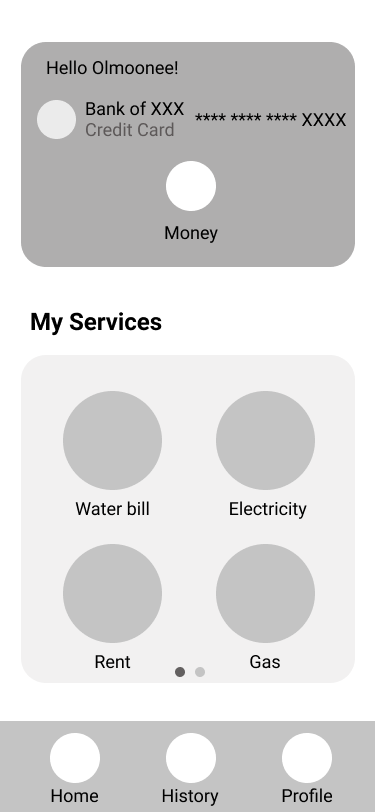 Hello Olmoonee!
Bank of XXX
Credit Card
**** **** **** XXXX
Money
My Services
Water bill
Electricity
Rent
Gas
Home
History
Profile